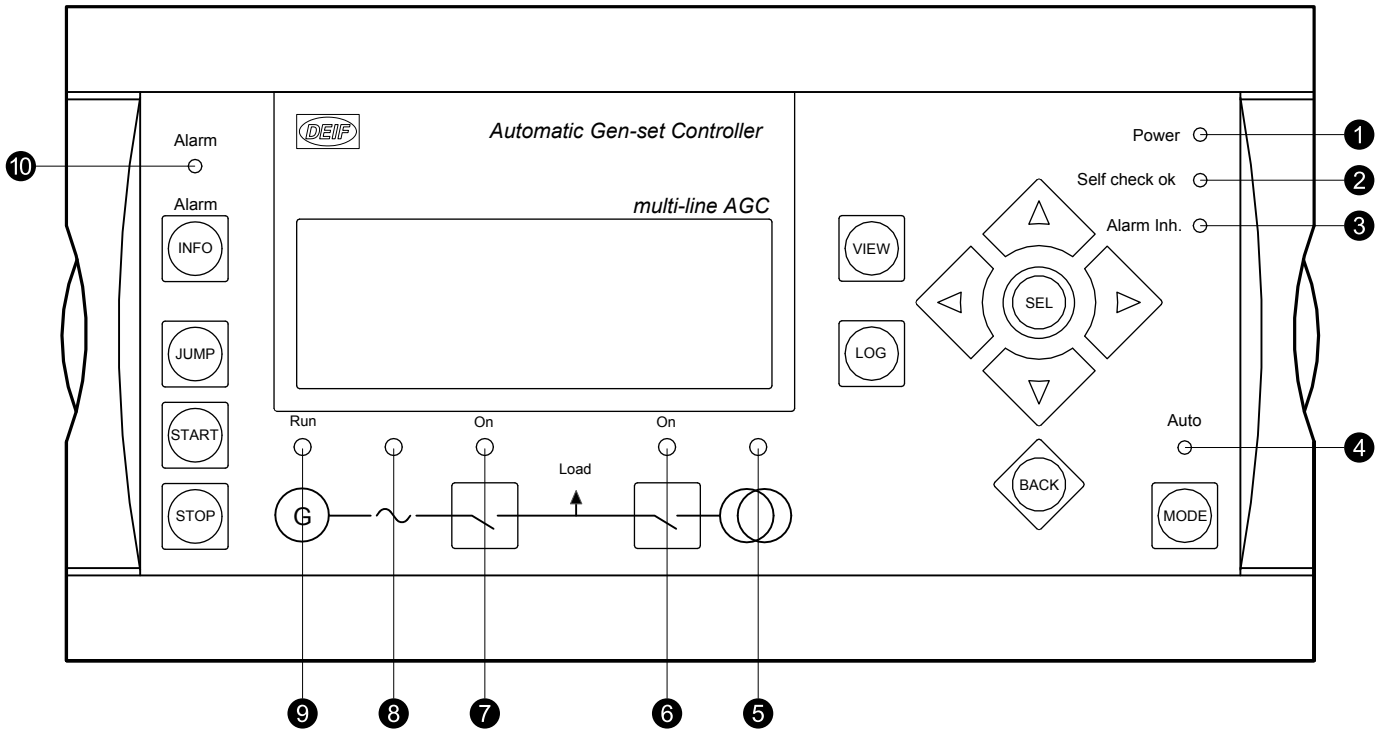 DEIF
Automatic Gen-set Controller
multi-line AGC
Alarm
10
Alarm
INFO
JUMP
START
STOP
Power
1
Self check ok
2
Alarm Inh.
3
VIEW
SEL
LOG
BACK
Auto
4
MODE
Run
On
Load
On
G
9
8
7
6
5